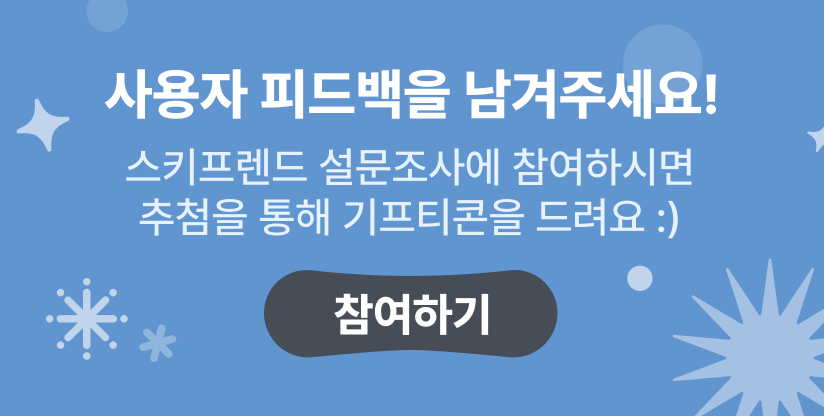 사용자 피드백을 남겨주세요!
스키프렌드 설문조사에 참여하시면
추첨을 통해 기프티콘을 드려요 :)
참여하기